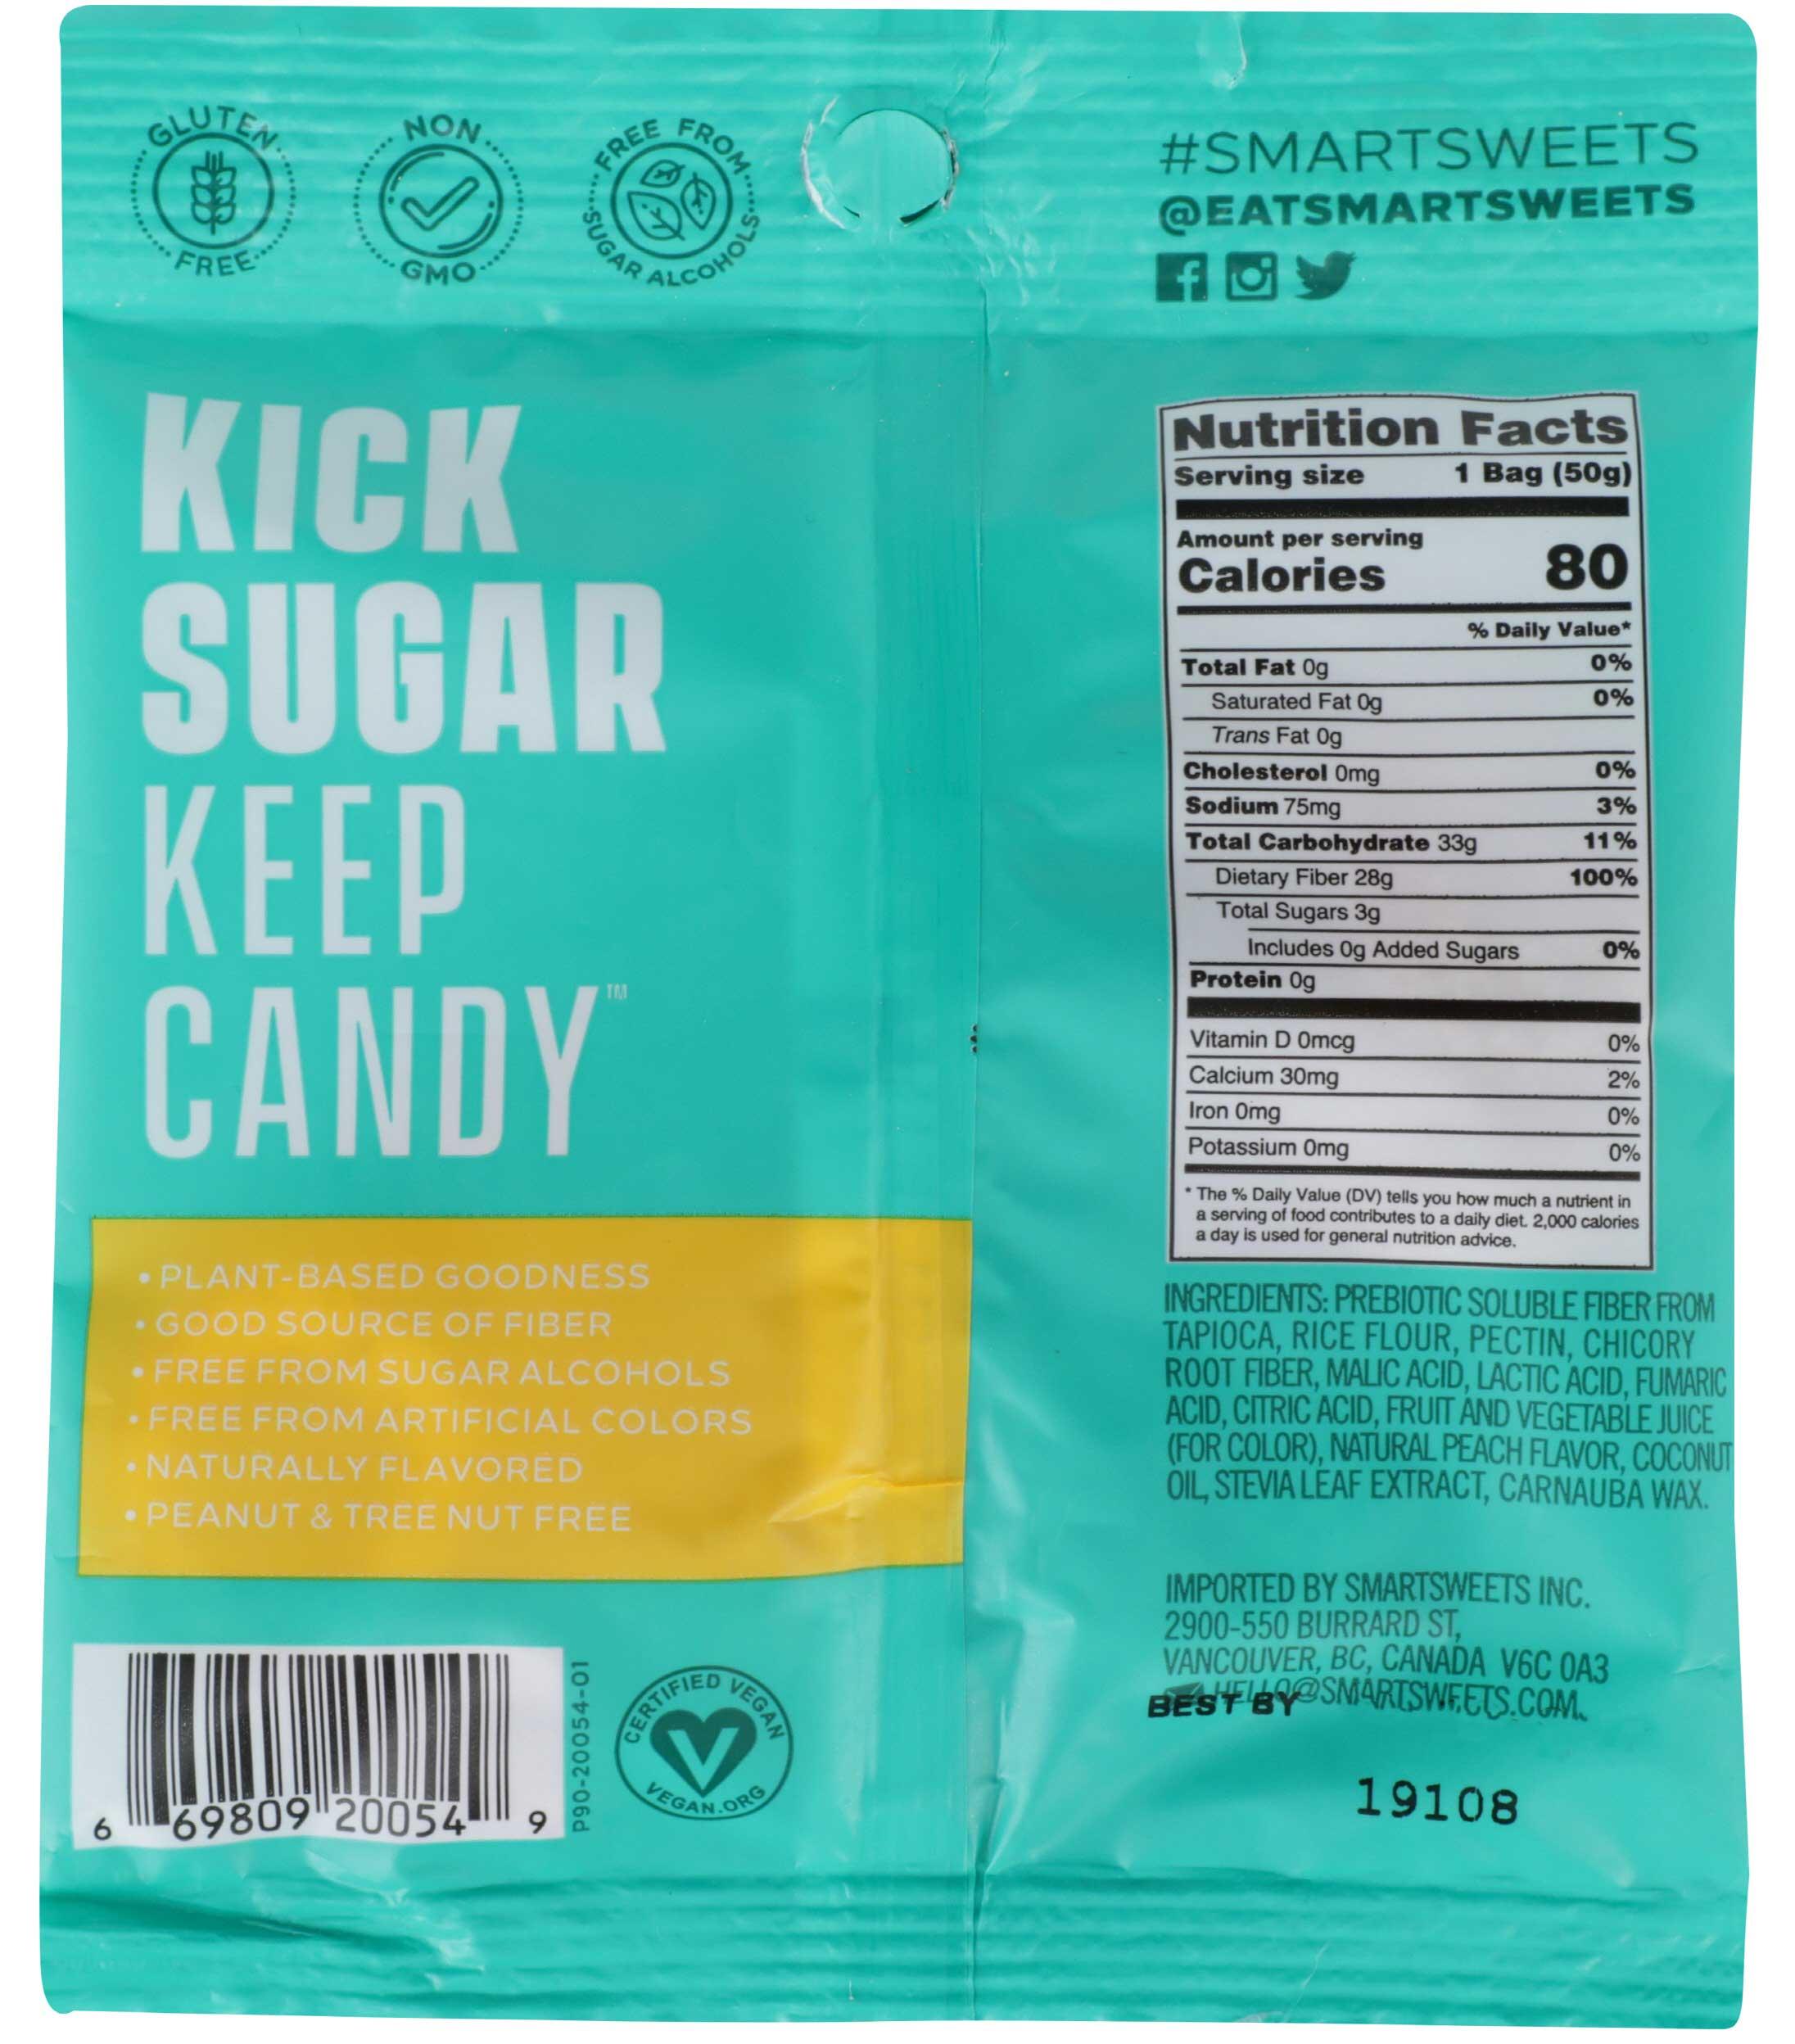 GLUTEN
FREE
NON
GMO
FREE FROM
SUGAR ALCOHOLS
#SMARTSWEETS
@EATSMARTSWEETS
KICK
SUGAR
KEEP
CANDY™
• PLANT-BASED GOODNESS
• GOOD SOURCE OF FIBER
• FREE FROM SUGAR ALCOHOLS
• FREE FROM ARTIFICIAL COLORS
• NATURALLY FLAVORED
• PEANUT & TREE NUT FREE
6 69809 20054 9
P90-20054-01
CERTIFIED VEGAN
V
VEGAN.ORG
Nutrition Facts
Serving size 1 Bag (50g)
Amount per serving
Calories 80
% Daily Value*
Total Fat 0g 0%
Saturated Fat 0g 0%
Trans Fat 0g
Cholesterol 0mg 0%
Sodium 75mg 3%
Total Carbohydrate 33g 11%
Dietary Fiber 28g 100%
Total Sugars 3g
Includes 0g Added Sugars 0%
Protein 0g
Vitamin D 0mcg 0%
Calcium 30mg 2%
Iron 0mg 0%
Potassium 0mg 0%
* The % Daily Value (DV) tells you how much a nutrient in
a serving of food contributes to a daily diet. 2,000 calories
a day is used for general nutrition advice.
INGREDIENTS: PREBIOTIC SOLUBLE FIBER FROM
TAPIOCA, RICE FLOUR, PECTIN, CHICORY
ROOT FIBER, MALIC ACID, LACTIC ACID, FUMARIC
ACID, CITRIC ACID, FRUIT AND VEGETABLE JUICE
(FOR COLOR), NATURAL PEACH FLAVOR, COCONUT
OIL, STEVIA LEAF EXTRACT, CARNAUBA WAX.
IMPORTED BY SMARTSWEETS INC.
2900-550 BURRARD ST,
VANCOUVER, BC, CANADA V6C 0A3
HELLO@SMARTSWEETS.COM
BEST BY
19108